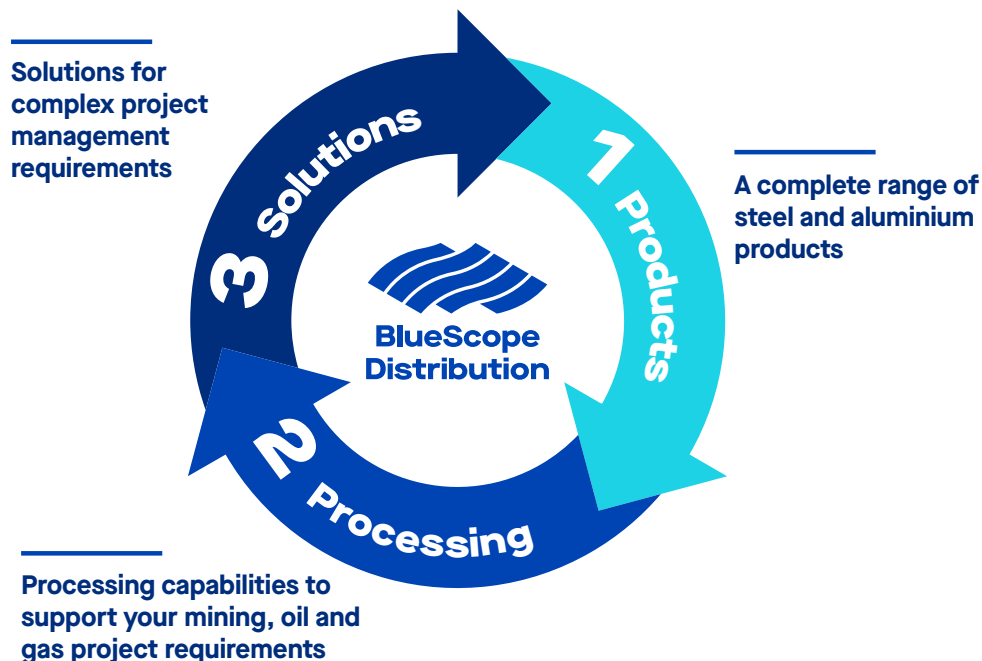 Solutions for
complex project
management
requirements
3 Solutions
1 Products
A complete range of
steel and aluminium
products
BlueScope
Distribution
2 Processing
Processing capabilities to
support your mining, oil and
gas project requirements